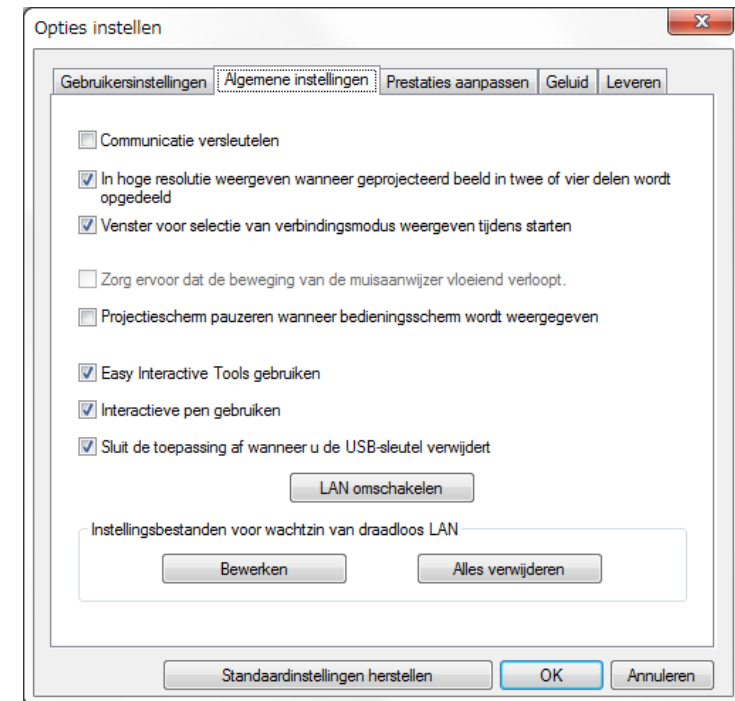 Opties instellen
Gebruikersinstellingen Algemene instellingen Prestaties aanpassen Geluid Leveren
Communicatie versleutelen
In hoge resolutie weergeven wanneer geprojecteerd beeld in twee of vier delen wordt
opgedeeld
Venster voor selectie van verbindingsmodus weergeven tijdens starten
Zorg ervoor dat de beweging van de muisaanwijzer vloeiend verloopt.
Projectiescherm pauzeren wanneer bedieningsscherm wordt weergegeven
Easy Interactive Tools gebruiken
Interactieve pen gebruiken
Sluit de toepassing af wanneer u de USB-sleutel verwijdert
LAN omschakelen
Instellingsbestanden voor wachtzin van draadloos LAN
Bewerken Alles verwijderen
Standaardinstellingen herstellen OK Annuleren